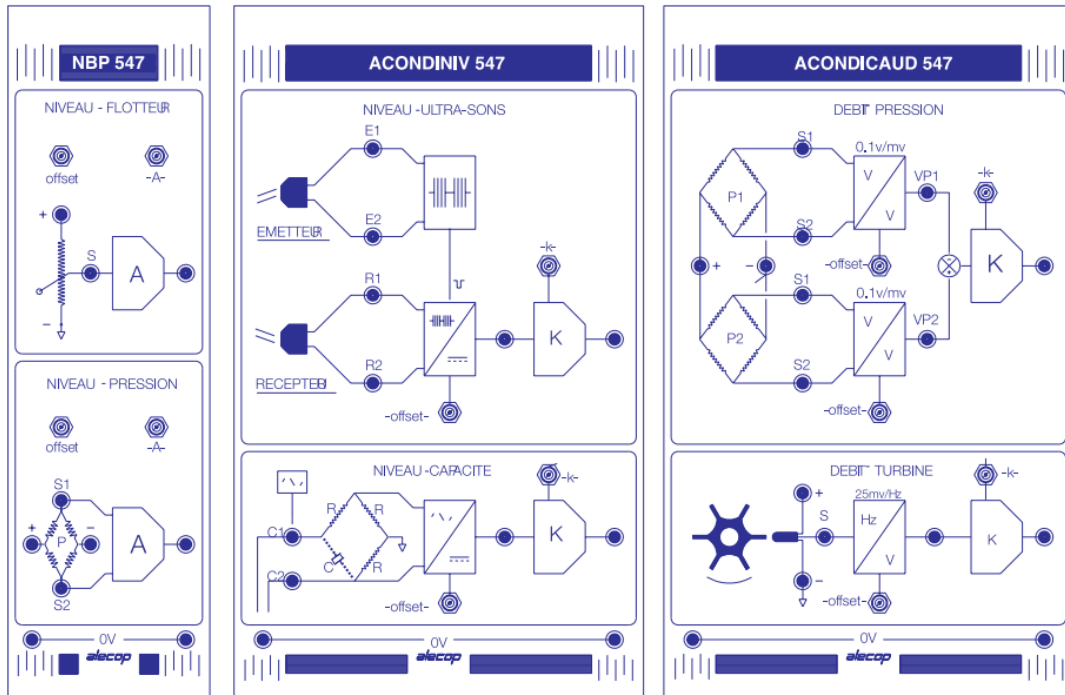 NBP 547
NIVEAU - FLOTTEUR
offset
-A-
+
S
A
-
NIVEAU - PRESSION
offset
-A-
S1
+
-
P
A
S2
0V
alecop
ACONDINIV 547
NIVEAU -ULTRA-SONS
E1
E2
EMETTEUR
-k-
R1
K
R2
RECEPTEUR
-offset-
NIVEAU -CAPACITE
-k-
R
R
C1
K
C
R
C2
-offset-
0V
alecop
ACONDICAUD 547
DEBIT PRESSION
S1
0.1v/mv
V
VP1
-k-
P1
V
S2
-offset-
K
+
-
S1
0.1v/mv
V
VP2
P2
V
S2
-offset-
DEBIT TURBINE
-k-
+
25mv/Hz
S
Hz
K
V
-
-offset-
0V
alecop